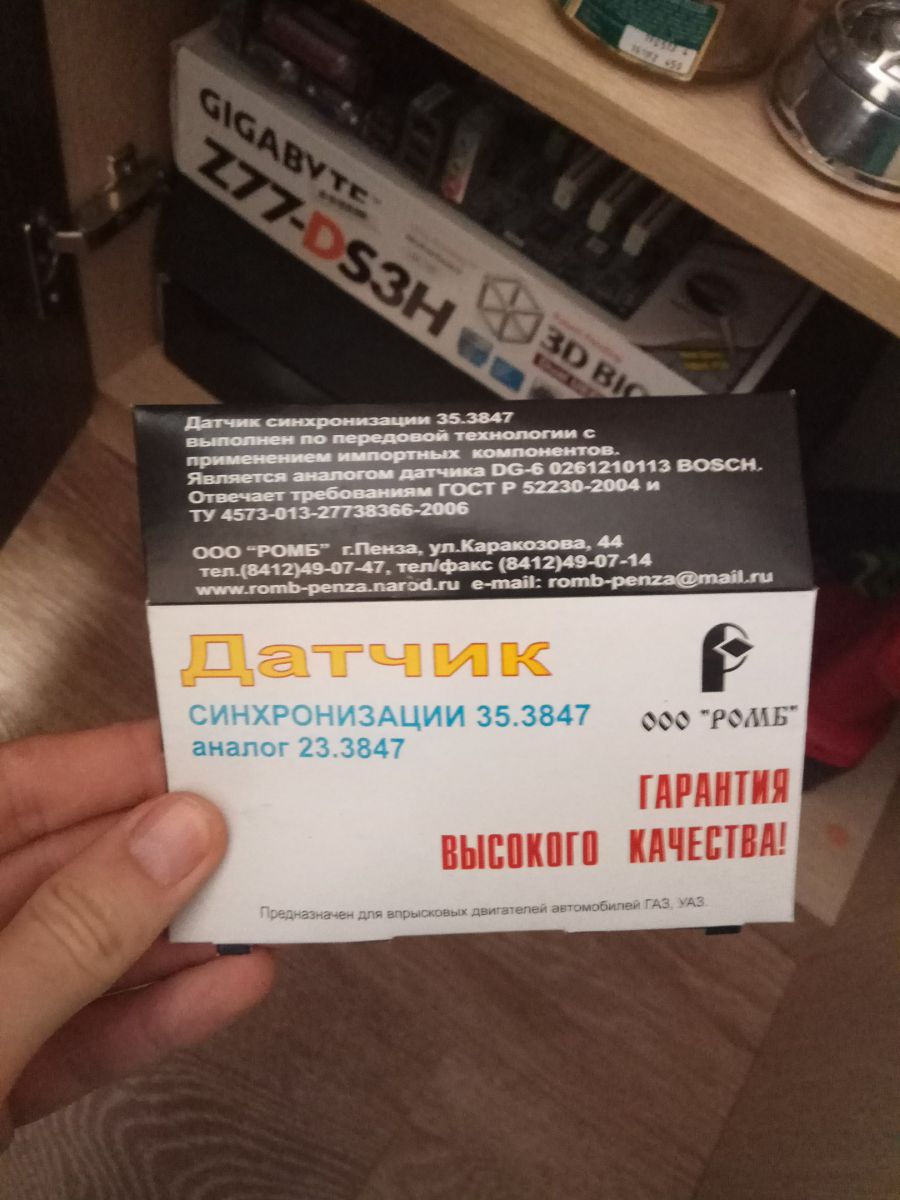 GIGABYTE
Z77-DS3H
3D BIO
Датчик синхронизации 35.3847
выполнен по передовой технологии с
применением импортных компонентов.
Является аналогом датчика DG-6 0261210113 BOSCH.
Отвечает требованиям ГОСТ Р 52230-2004 и
ТУ 4573-013-27738366-2006
ООО "РОМБ" г.Пенза, ул.Каракозова, 44
тел.(8412)49-07-47, тел/факс (8412)49-07-14
www.romb-penza.narod.ru e-mail: romb-penza@mail.ru
Датчик
СИНХРОНИЗАЦИИ 35.3847
аналог 23.3847
ООО "РОМБ"
ГАРАНТИЯ
ВЫСОКОГО КАЧЕСТВА!
Предназначен для впрысковых двигателей автомобилей ГАЗ, УАЗ.